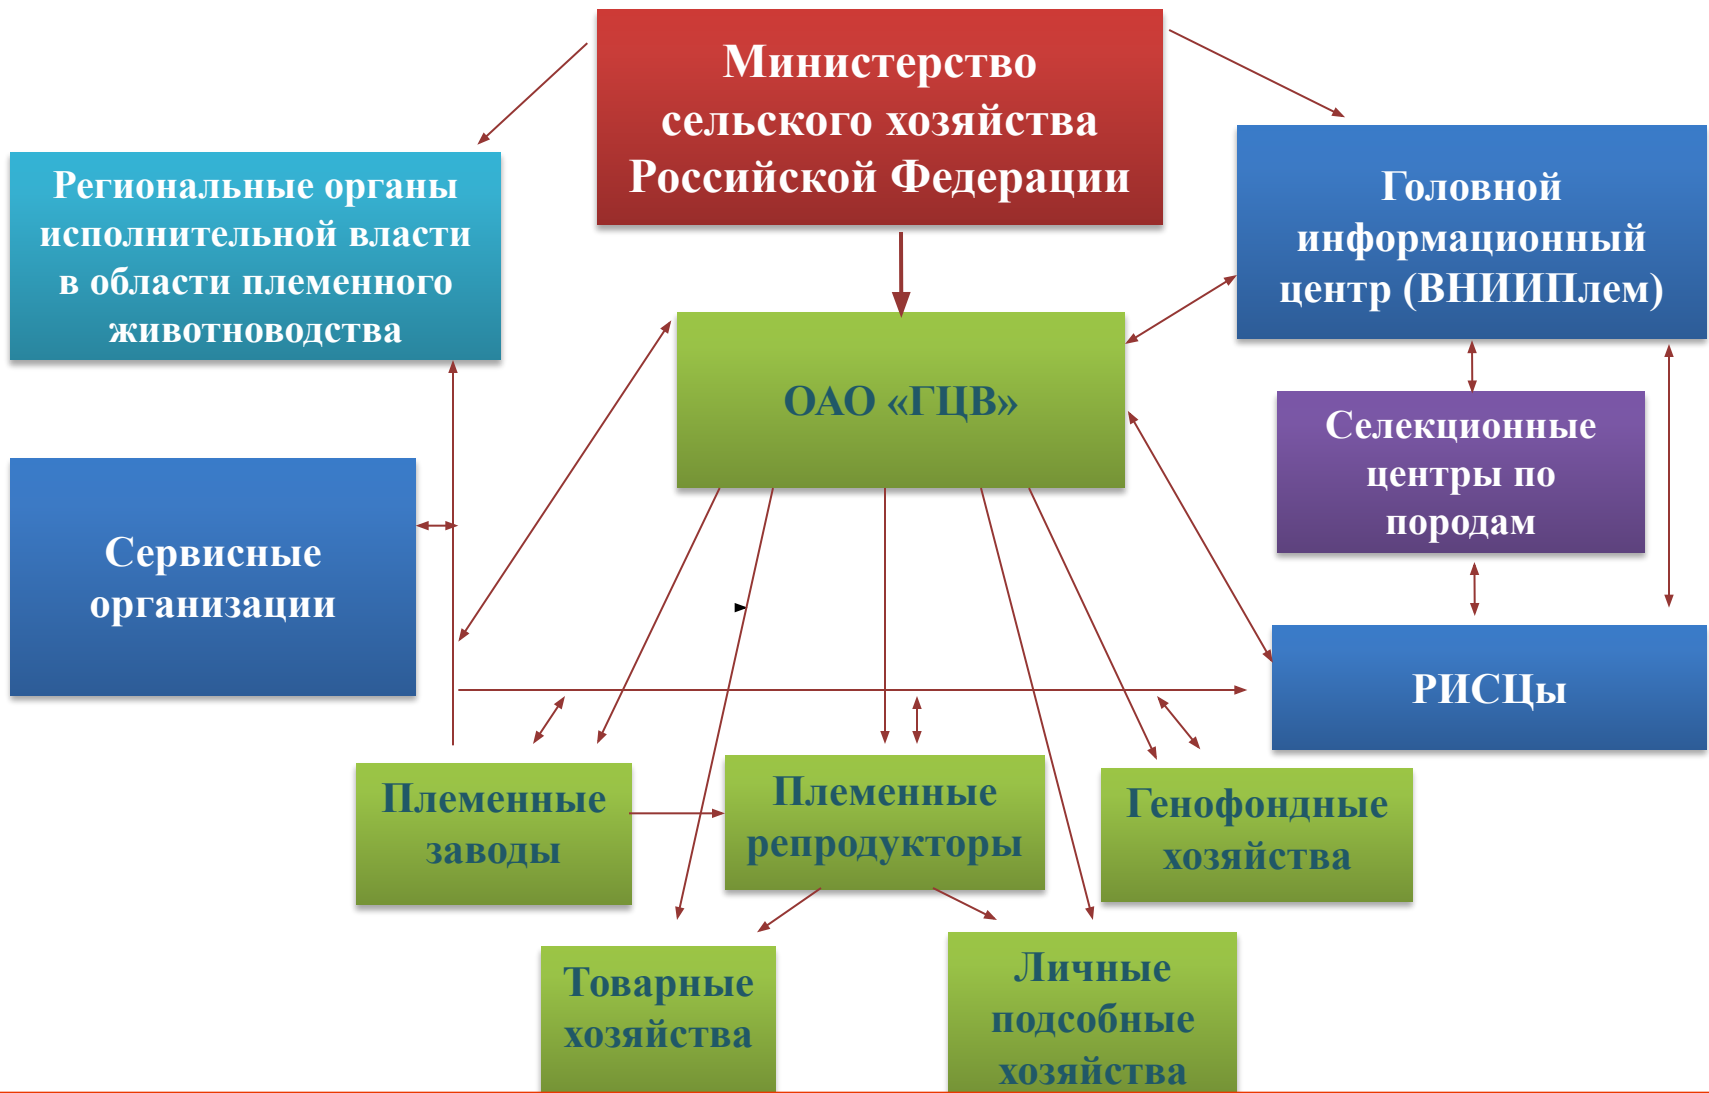 Министерство
сельского хозяйства
Российской Федерации
Региональные органы
исполнительной власти
в области племенного
животноводства
Головной
информационный
центр (ВНИИПлем)
ОАО «ГЦВ»
Селекционные
центры по
породам
Сервисные
организации
РИСЦы
Племенные
заводы
Племенные
репродукторы
Генофондные
хозяйства
Товарные
хозяйства
Личные
подсобные
хозяйства